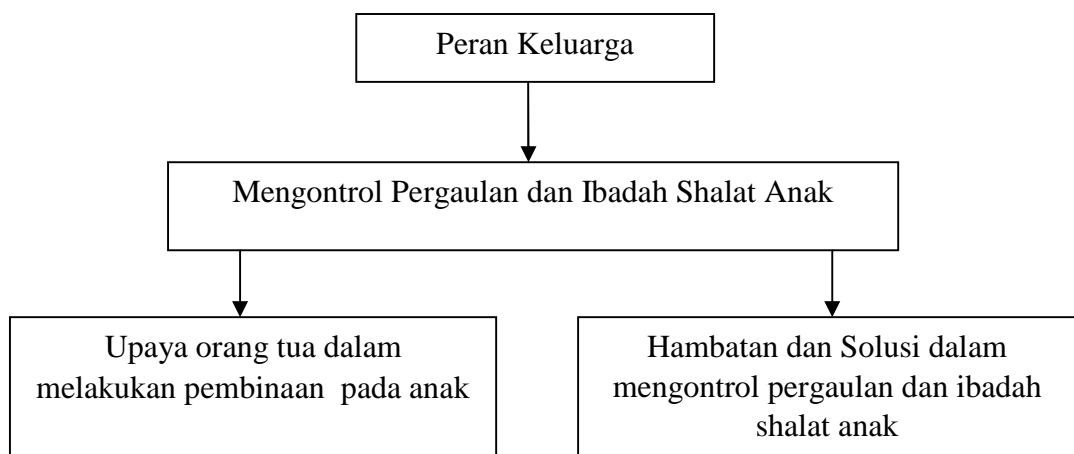 Peran Keluarga
Mengontrol Pergaulan dan Ibadah Shalat Anak
Upaya orang tua dalam
melakukan pembinaan  pada anak
Hambatan dan Solusi dalam
mengontrol pergaulan dan ibadah
shalat anak